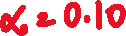 α = 0.10